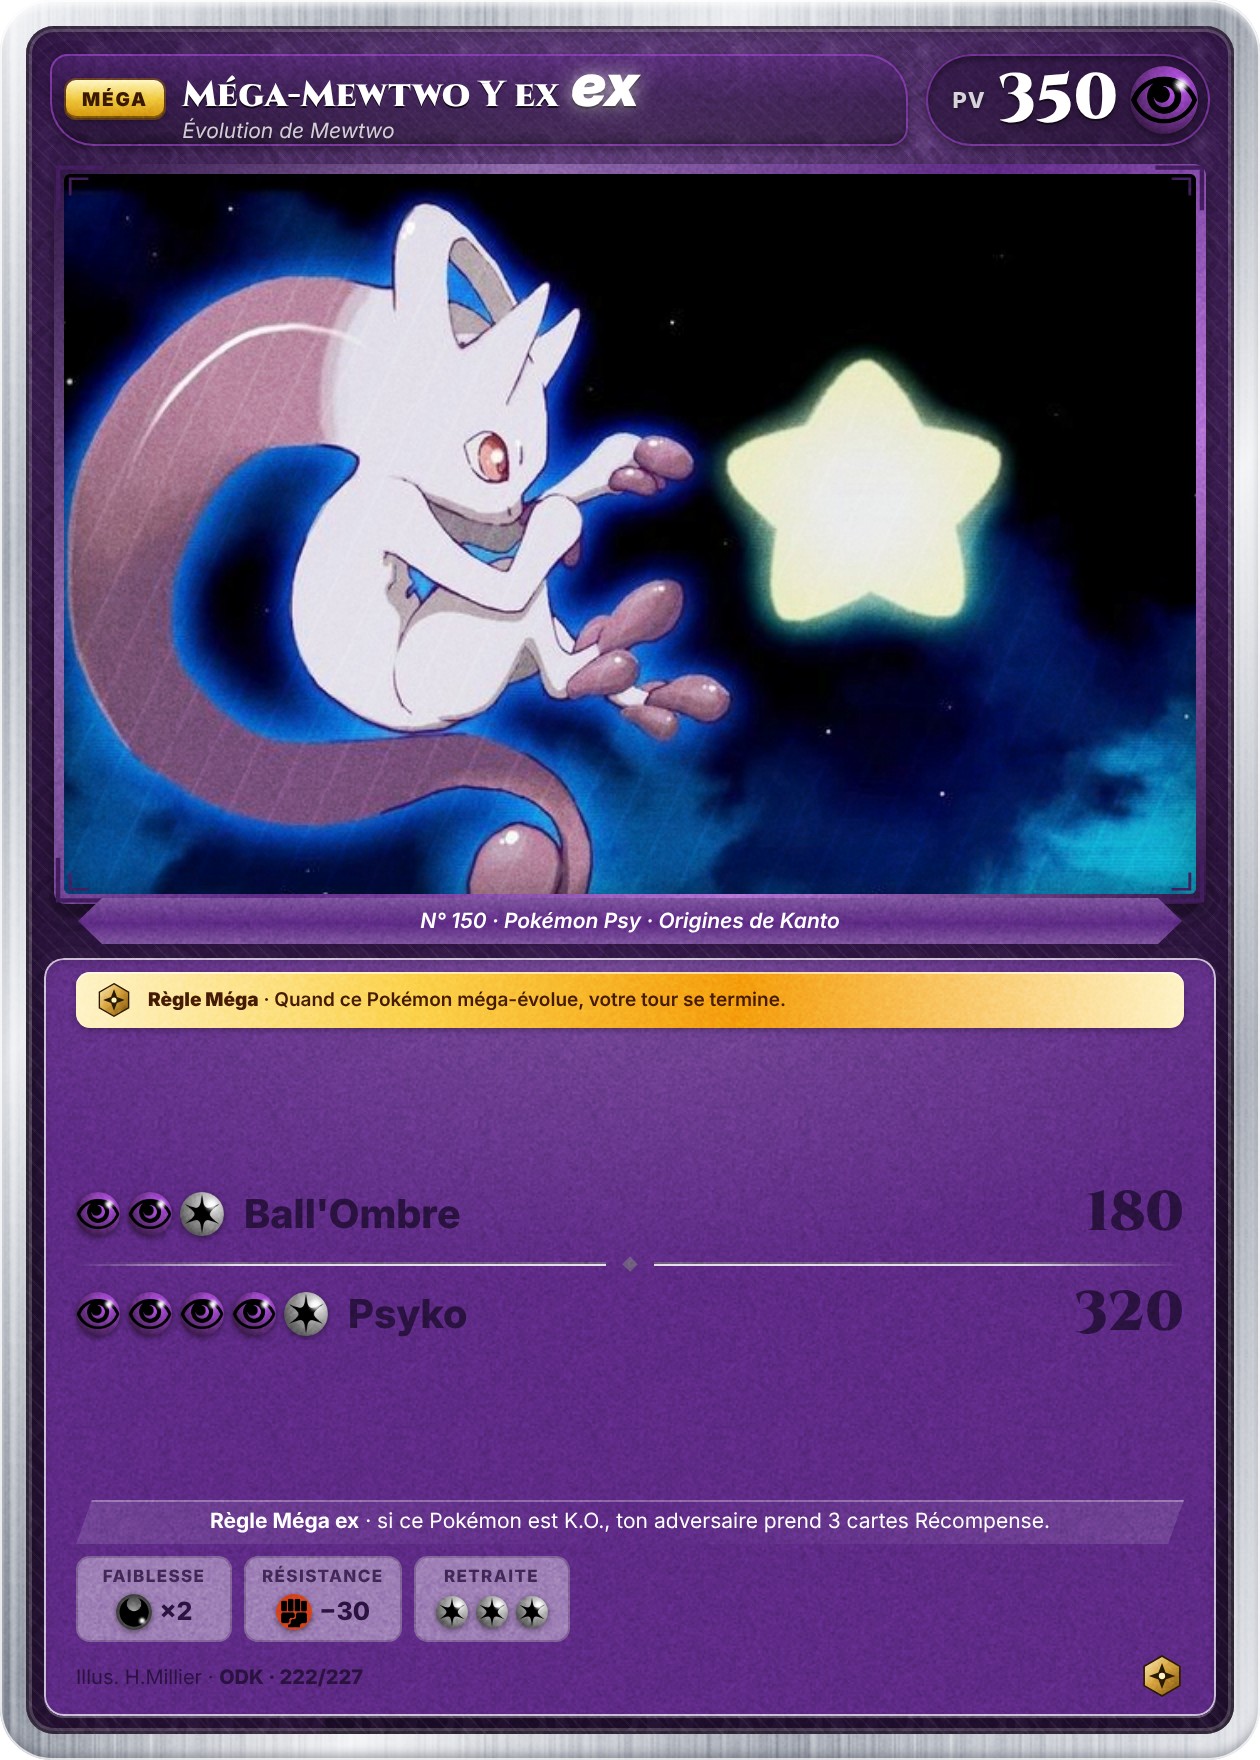 MÉGA
Méga-Mewtwo Y ex ex
Évolution de Mewtwo
PV 350
N° 150 · Pokémon Psy · Origines de Kanto
Règle Méga · Quand ce Pokémon méga-évolue, votre tour se termine.
Ball'Ombre 180
Psyko 320
Règle Méga ex · si ce Pokémon est K.O., ton adversaire prend 3 cartes Récompense.
FAIBLESSE
×2
RÉSISTANCE
−30
RETRAITE
Illus. H.Millier · ODK · 222/227